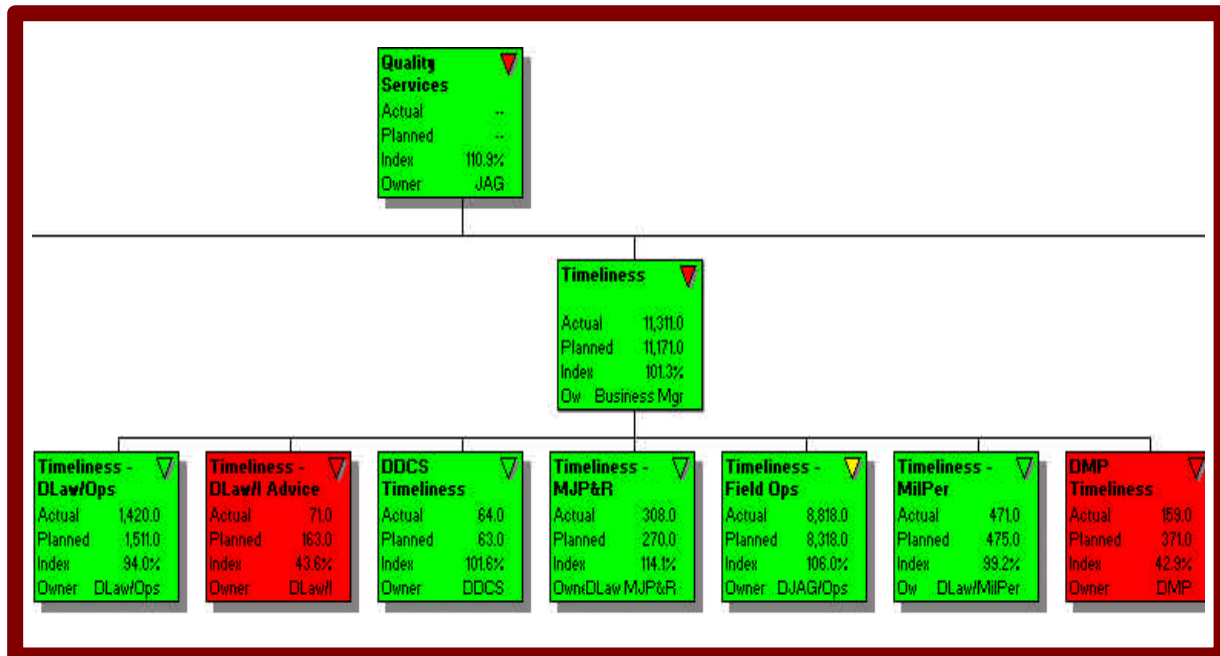 Quality
Services
Actual --
Planned --
Index 110.9%
Owner JAG
Timeliness
Actual 11,311.0
Planned 11,171.0
Index 101.3%
Ow Business Mgr
Timeliness -
DLaw/Ops
Actual 1,420.0
Planned 1,511.0
Index 94.0%
Owner DLaw/Ops
Timeliness -
DLaw/I Advice
Actual 71.0
Planned 163.0
Index 43.6%
Owner DLaw/I
DDCS
Timeliness
Actual 64.0
Planned 63.0
Index 101.6%
Owner DDCS
Timeliness -
MJP&R
Actual 308.0
Planned 270.0
Index 114.1%
Owne DLaw MJP&R
Timeliness -
Field Ops
Actual 8,818.0
Planned 8,318.0
Index 106.0%
Owner DJAG/Ops
Timeliness -
MilPer
Actual 471.0
Planned 475.0
Index 99.2%
Ow DLaw/MilPer
DMP
Timeliness
Actual 159.0
Planned 371.0
Index 42.9%
Owner DMP